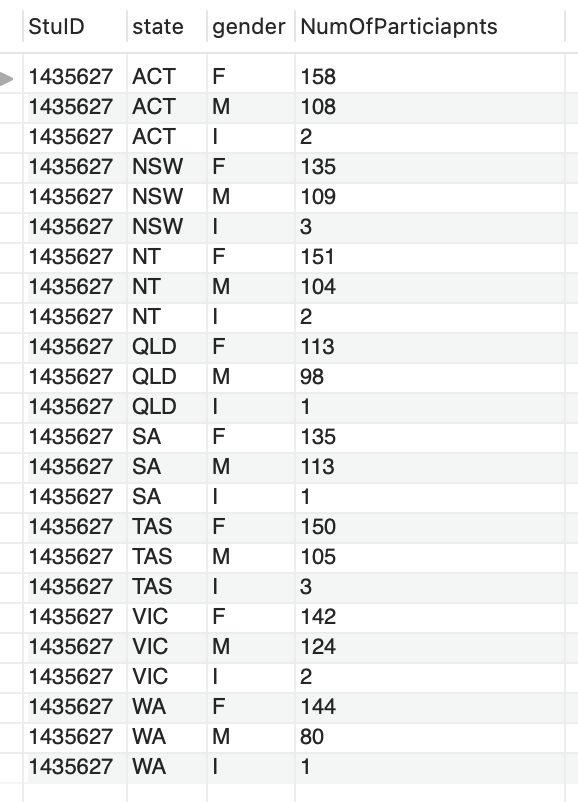 StuID state gender NumOfParticiapnts
1435627 ACT F 158
1435627 ACT M 108
1435627 ACT I 2
1435627 NSW F 135
1435627 NSW M 109
1435627 NSW I 3
1435627 NT F 151
1435627 NT M 104
1435627 NT I 2
1435627 QLD F 113
1435627 QLD M 98
1435627 QLD I 1
1435627 SA F 135
1435627 SA M 113
1435627 SA I 1
1435627 TAS F 150
1435627 TAS M 105
1435627 TAS I 3
1435627 VIC F 142
1435627 VIC M 124
1435627 VIC I 2
1435627 WA F 144
1435627 WA M 80
1435627 WA I 1